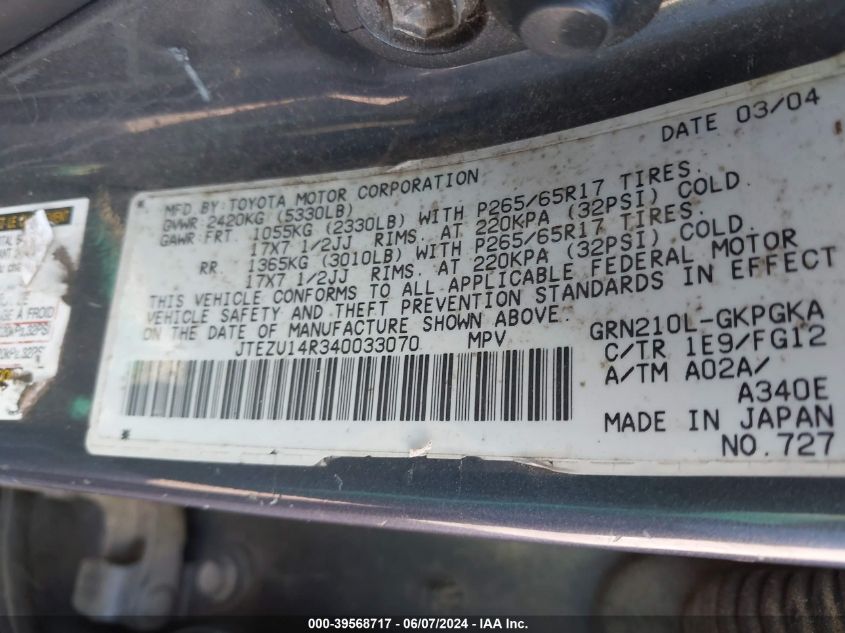 DATE 03/04
MFD BY:TOYOTA MOTOR CORPORATION
GVWR 2420KG (5330LB)
GAWR FRT. 1055KG (2330LB) WITH P265/65R17 TIRES.
17X7 1/2JJ RIMS. AT 220KPA (32PSI) COLD
RR. 1365KG (3010LB) WITH P265/65R17 TIRES.
17X7 1/2JJ RIMS. AT 220KPA (32PSI) COLD
THIS VEHICLE CONFORMS TO ALL APPLICABLE FEDERAL MOTOR
VEHICLE SAFETY AND THEFT PREVENTION STANDARDS IN EFFECT
ON THE DATE OF MANUFACTURE SHOWN ABOVE.
JTEZU14R340033070 MPV
GRN210L-GKPGKA
C/TR 1E9/FG12
A/TM A02A/
A340E
MADE IN JAPAN
NO.727
À FROID
000-39568717 - 06/07/2024 - IAA Inc.